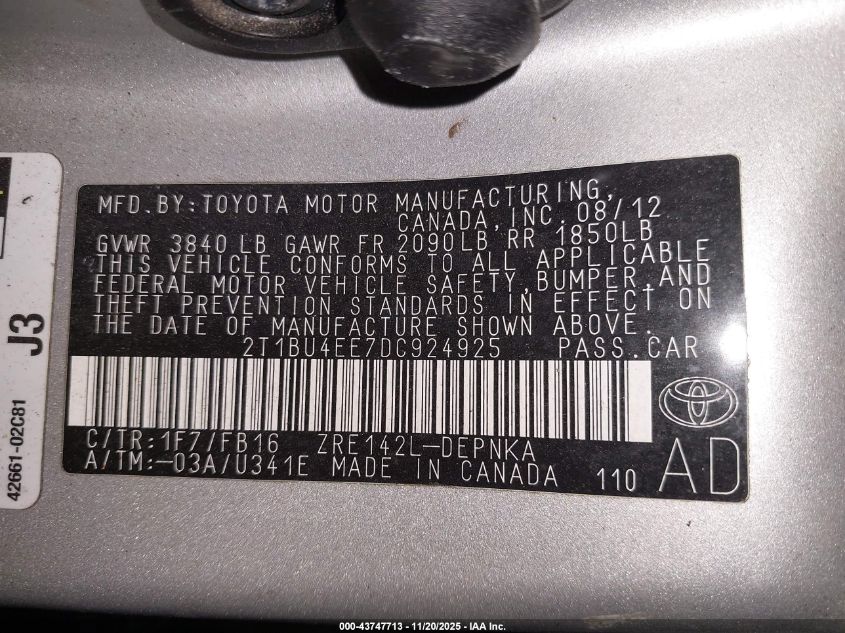 MFD.BY:TOYOTA MOTOR MANUFACTURING,
CANADA,INC.08/12
GVWR 3840 LB GAWR FR 2090LB RR 1850LB
THIS VEHICLE CONFORMS TO ALL APPLICABLE
FEDERAL MOTOR VEHICLE SAFETY,BUMPER,AND
THEFT PREVENTION STANDARDS IN EFFECT ON
THE DATE OF MANUFACTURE SHOWN ABOVE.
2T1BU4EE7DC924925 PASS.CAR
C/TR:1F7/FB16 ZRE142L-DEPNKA
A/TM:-03A/U341E MADE IN CANADA 110
AD
J3
42661-02C81
000-43747713 - 11/20/2025 - IAA Inc.